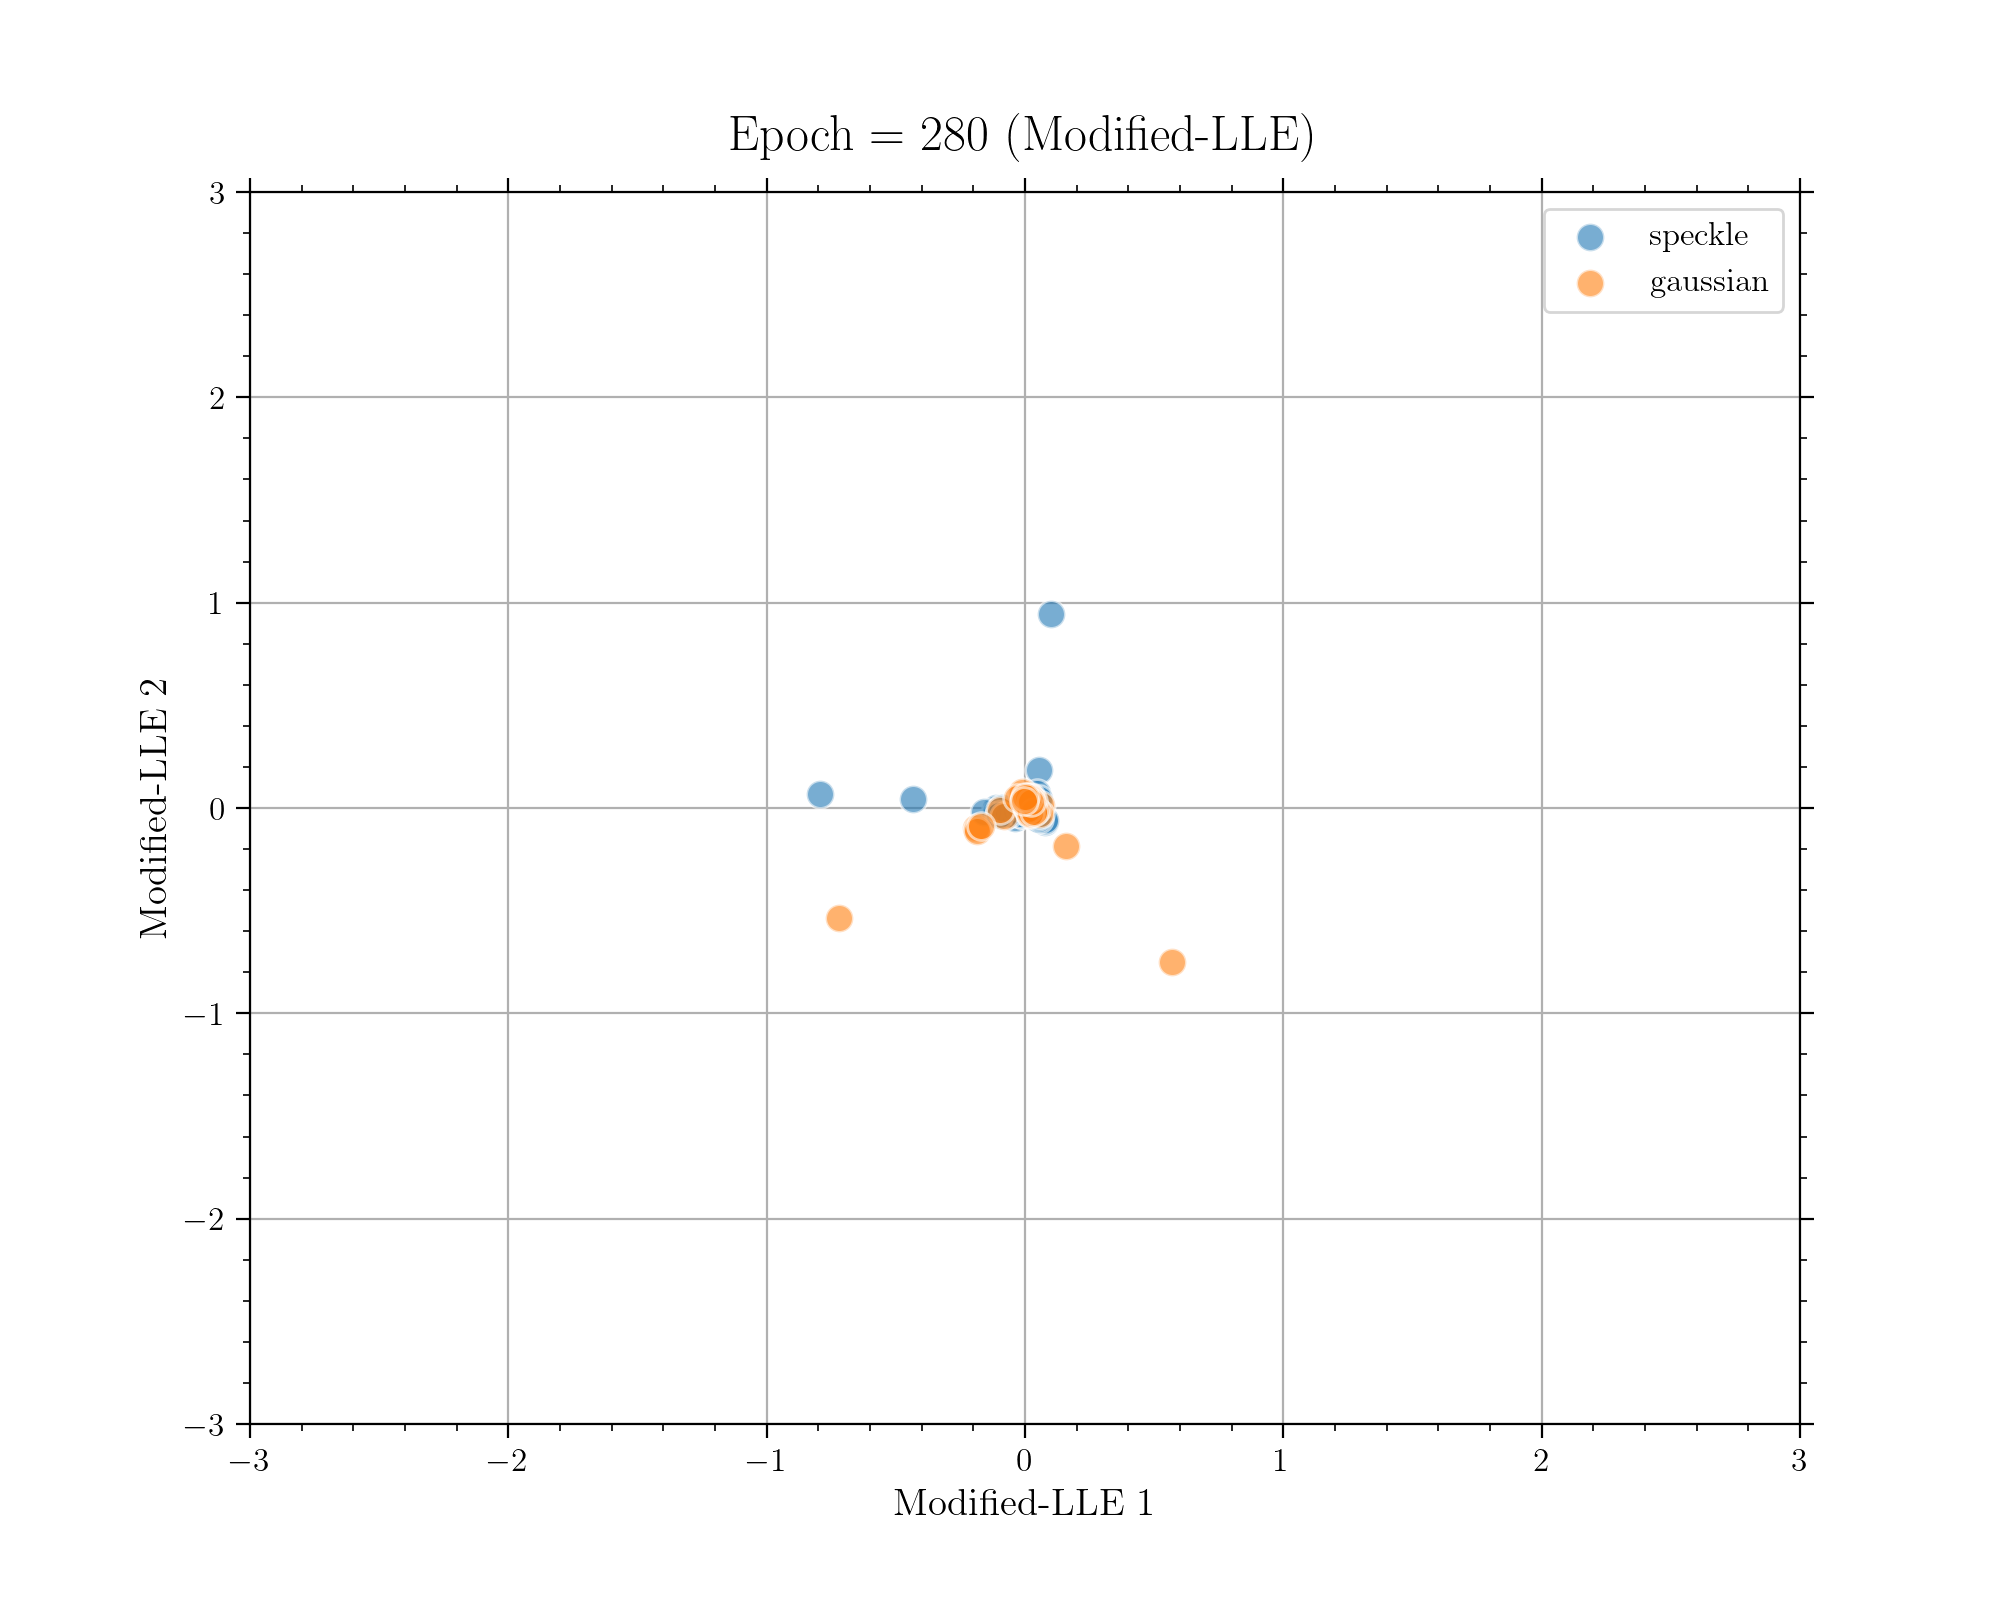 Epoch = 280 (Modified-LLE)
speckle
gaussian
3
2
1
0
−1
−2
−3
Modified-LLE 2
−3
−2
−1
0
1
2
3
Modified-LLE 1